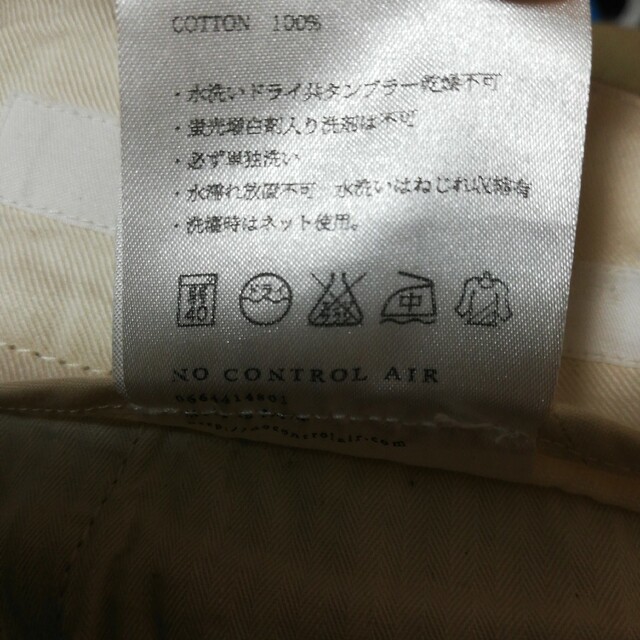 COTTON 100%
・水洗いドライ共タンブラー乾燥不可
・蛍光増白剤入り洗剤は不可
・必ず単独洗い
・水濡れ放置不可 水洗いはねじれ収縮有
・洗濯時はネット使用。
40
ドライ
中
NO CONTROL AIR